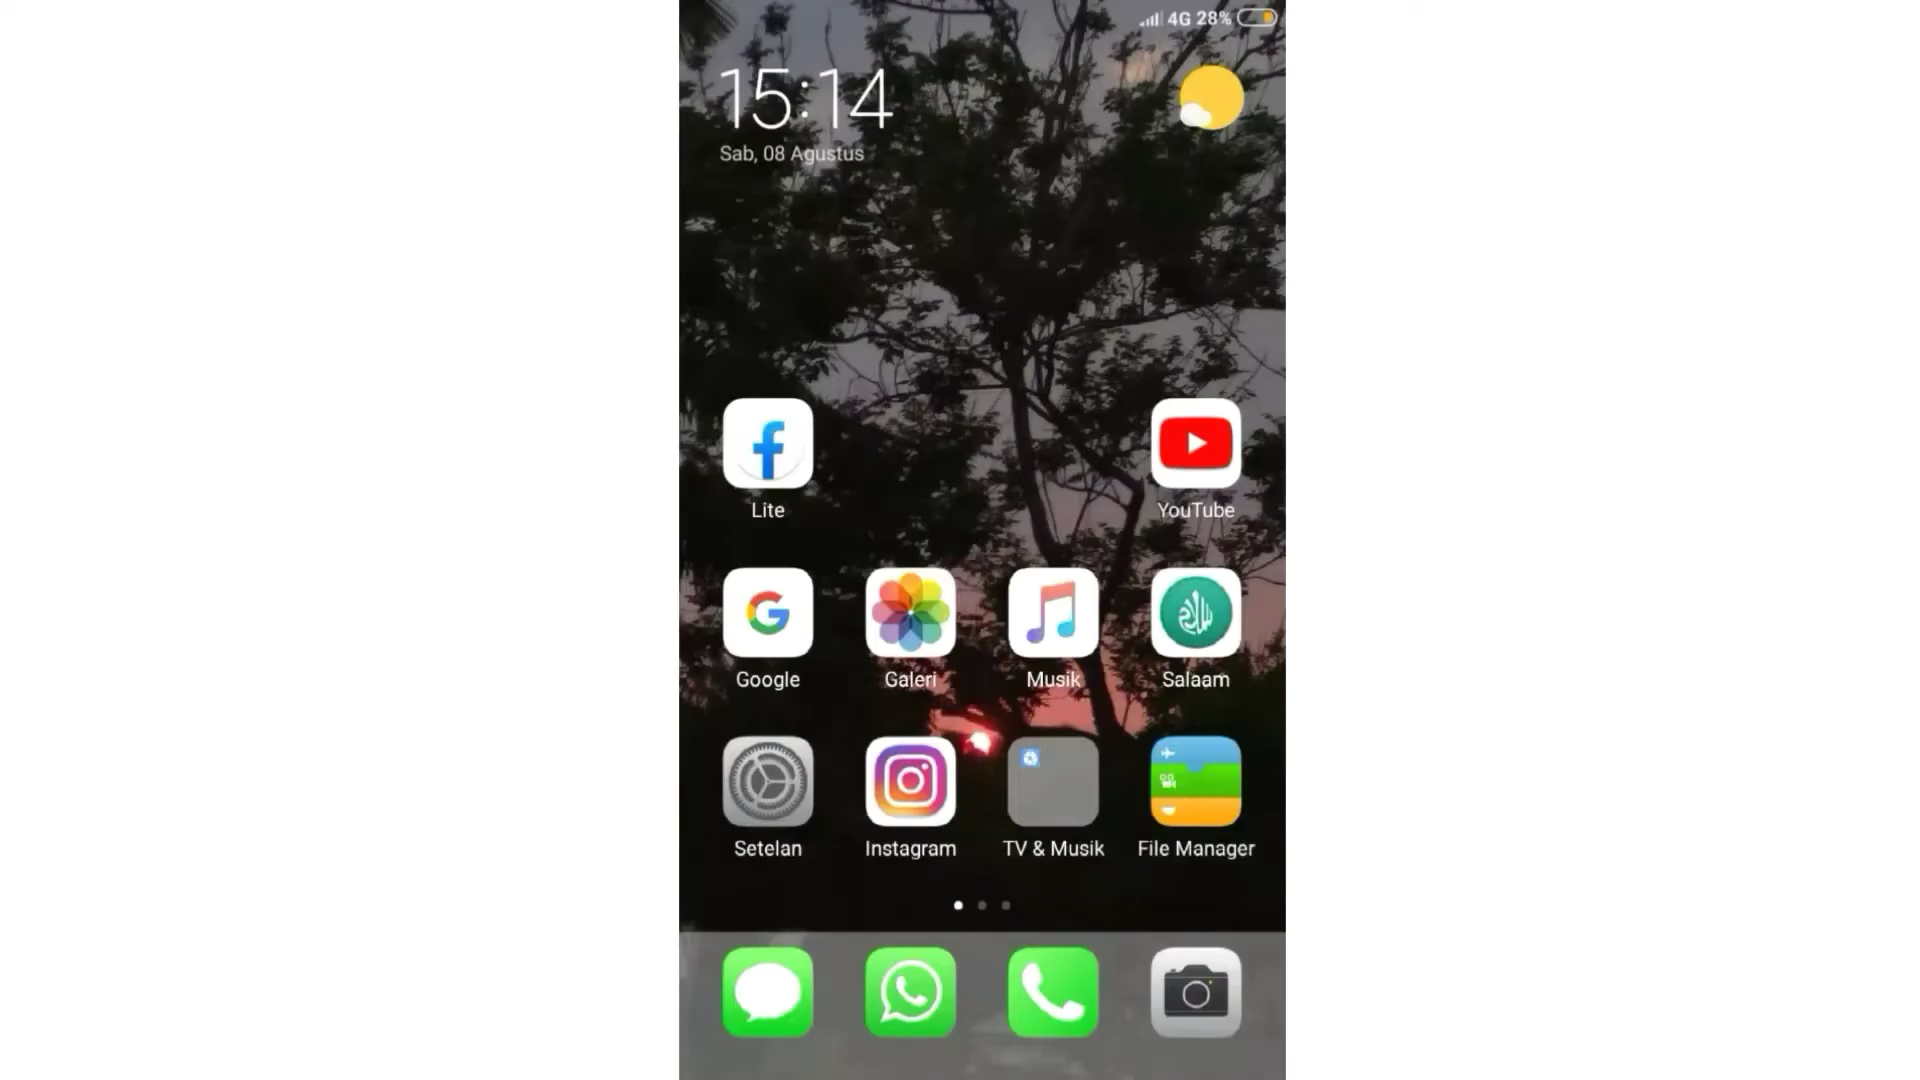 4G 28%
15:14
Sab, 08 Agustus
Lite
YouTube
Google
Galeri
Musik
Salaam
Setelan
Instagram
TV & Musik
File Manager